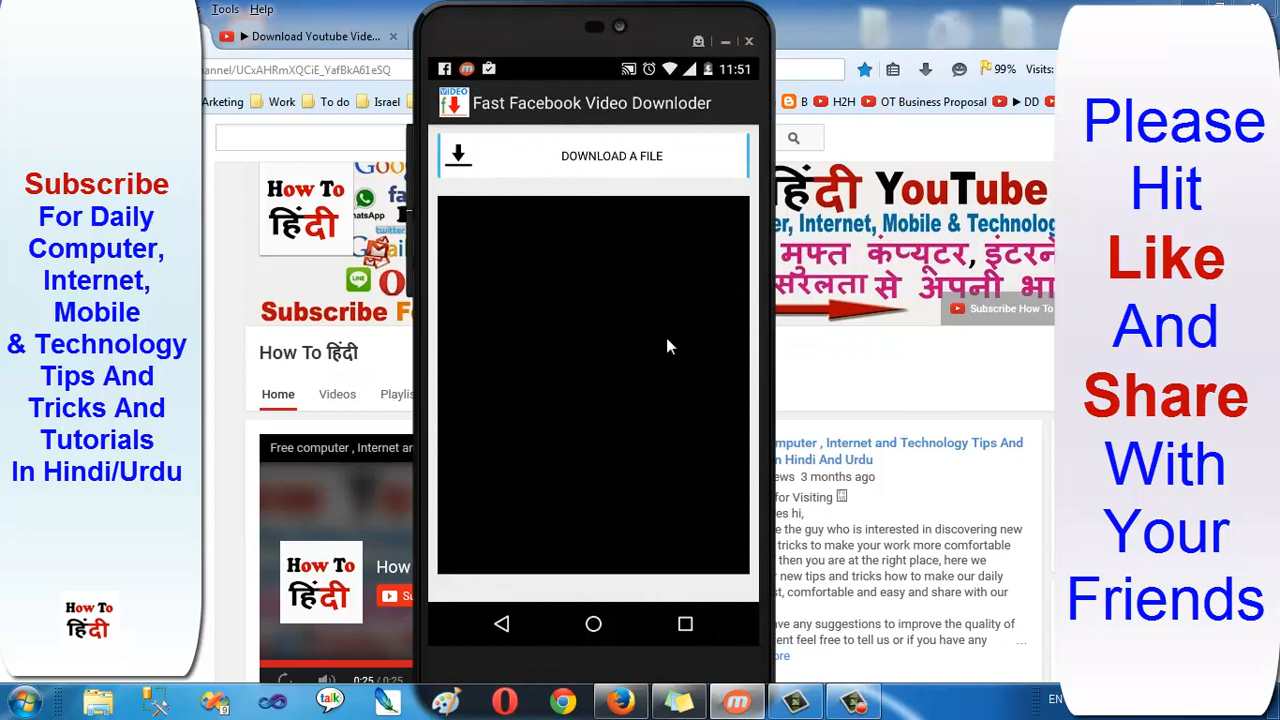 Tools Help
▶ Download Youtube Vide...
annel/UCxAHRmXQCiE_YafBkA61eSQ
99% Visits:
Arketing Work To do Israel
B H2H OT Business Proposal ▶ DD
Subscribe
For Daily
Computer,
Internet,
Mobile
& Technology
Tips And
Tricks And
Tutorials
In Hindi/Urdu
How To
हिंदी
11:51
VIDEO
Fast Facebook Video Downloder
DOWNLOAD A FILE
How To
हिंदी
Subscribe
हिंदी YouTube
, Internet, Mobile & Technolog
मुफ्त कंप्यूटर, इंटरने
सरलता से अपनी भा
Subscribe How To
How To हिंदी
Home Videos Playlis
Free computer , Internet ar
How To
हिंदी
How
Su
0:25 / 0:25
mputer , Internet and Technology Tips And
n Hindi And Urdu
ews 3 months ago
for Visiting
es hi,
e the guy who is interested in discovering new
tricks to make your work more comfortable
then you are at the right place, here we
r new tips and tricks how to make our daily
st, comfortable and easy and share with our
ave any suggestions to improve the quality of
ent feel free to tell us or if you have any ...
ore
Please
Hit
Like
And
Share
With
Your
Friends
talk
9
EN